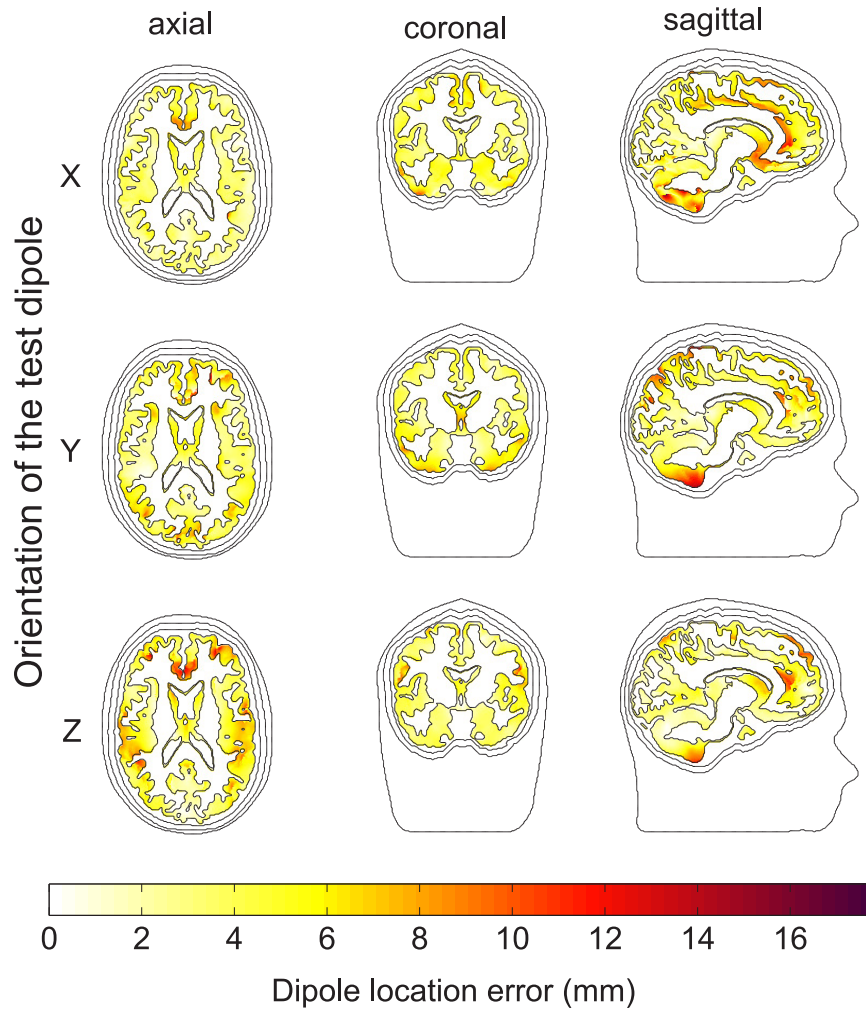 axial coronal sagittal
Orientation of the test dipole
X
Y
Z
0 2 4 6 8 10 12 14 16
Dipole location error (mm)